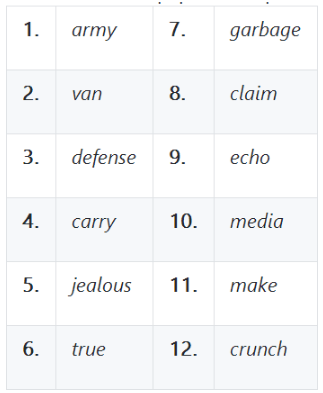 1. army 7. garbage
2. van 8. claim
3. defense 9. echo
4. carry 10. media
5. jealous 11. make
6. true 12. crunch